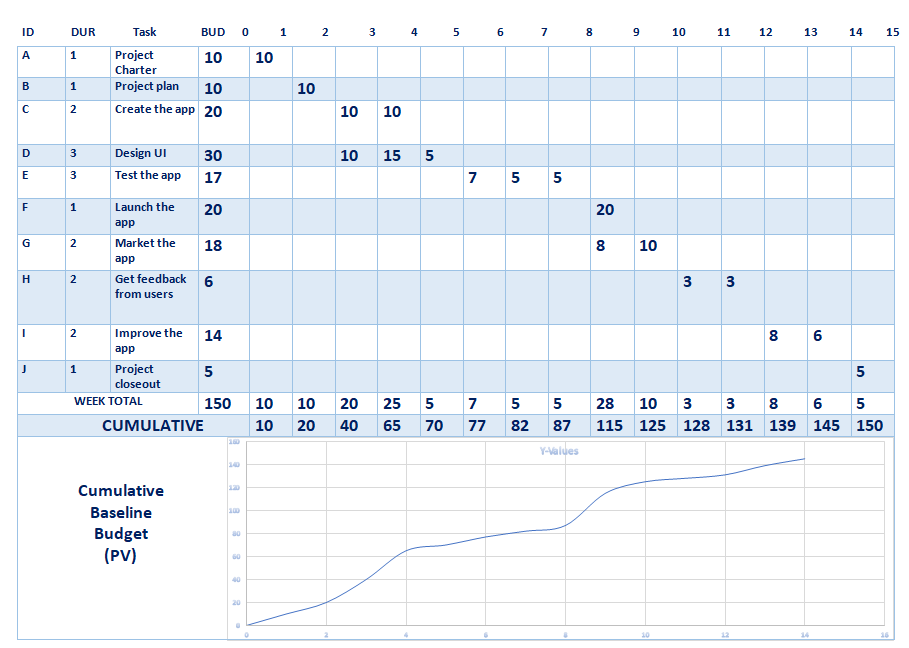 ID DUR Task BUD 0 1 2 3 4 5 6 7 8 9 10 11 12 13 14 15
A 1 Project 10 10
Charter
B 1 Project plan 10 10
C 2 Create the app 20 10 10
D 3 Design UI 30 10 15 5
E 3 Test the app 17 7 5 5
F 1 Launch the 20 20
app
G 2 Market the 18 8 10
app
H 2 Get feedback 6 3 3
from users
I 2 Improve the 14 8 6
app
J 1 Project 5 5
closeout
WEEK TOTAL 150 10 10 20 25 5 7 5 5 28 10 3 3 8 6 5
CUMULATIVE 10 20 40 65 70 77 82 87 115 125 128 131 139 145 150
Cumulative
Baseline
Budget
(PV)
Y-Values
160
140
120
100
80
60
40
20
0
0 2 4 6 8 10 12 14 16